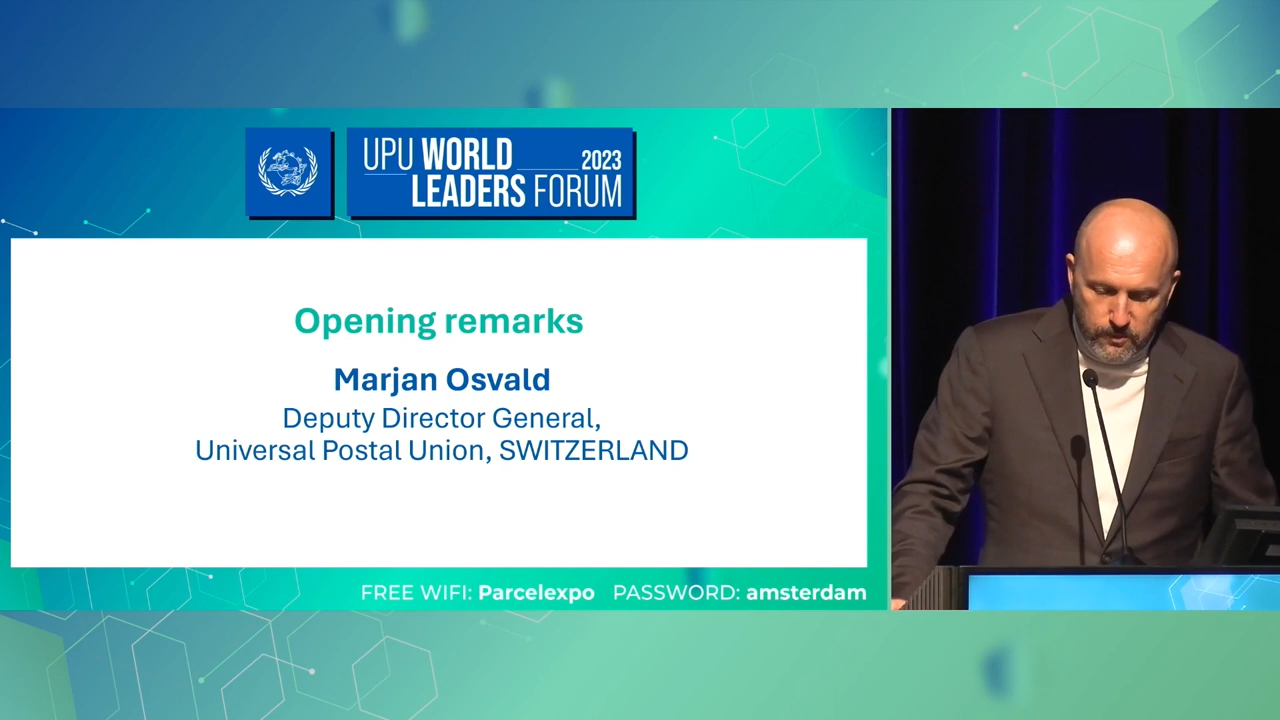 UPU WORLD 2023
LEADERS FORUM
Opening remarks
Marjan Osvald
Deputy Director General,
Universal Postal Union, SWITZERLAND
FREE WIFI: Parcelexpo PASSWORD: amsterdam